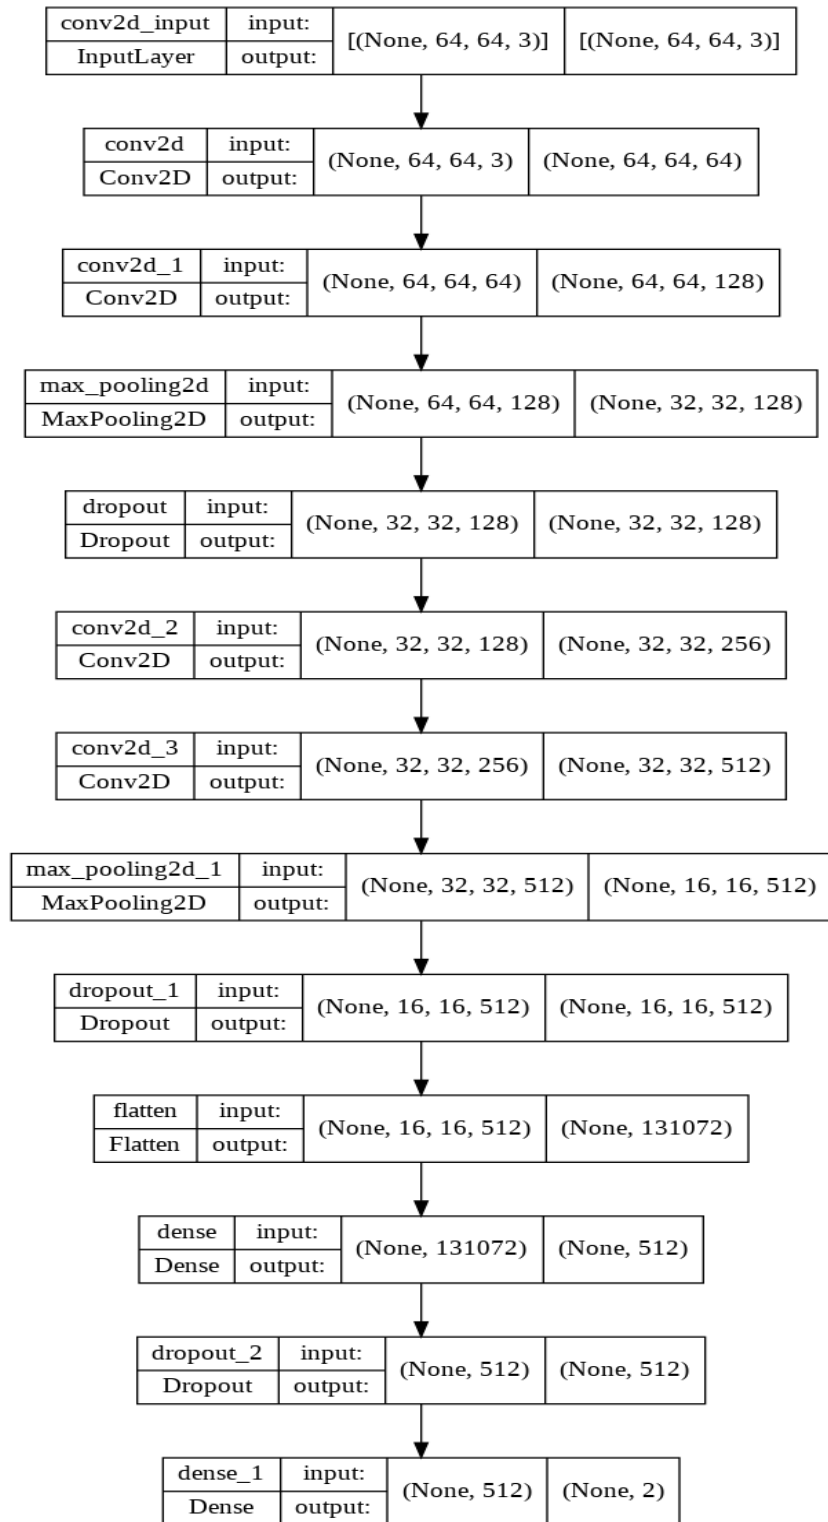 conv2d_input input: [(None, 64, 64, 3)] [(None, 64, 64, 3)]
InputLayer output:
conv2d input: (None, 64, 64, 3) (None, 64, 64, 64)
Conv2D output:
conv2d_1 input: (None, 64, 64, 64) (None, 64, 64, 128)
Conv2D output:
max_pooling2d input: (None, 64, 64, 128) (None, 32, 32, 128)
MaxPooling2D output:
dropout input: (None, 32, 32, 128) (None, 32, 32, 128)
Dropout output:
conv2d_2 input: (None, 32, 32, 128) (None, 32, 32, 256)
Conv2D output:
conv2d_3 input: (None, 32, 32, 256) (None, 32, 32, 512)
Conv2D output:
max_pooling2d_1 input: (None, 32, 32, 512) (None, 16, 16, 512)
MaxPooling2D output:
dropout_1 input: (None, 16, 16, 512) (None, 16, 16, 512)
Dropout output:
flatten input: (None, 16, 16, 512) (None, 131072)
Flatten output:
dense input: (None, 131072) (None, 512)
Dense output:
dropout_2 input: (None, 512) (None, 512)
Dropout output:
dense_1 input: (None, 512) (None, 2)
Dense output: